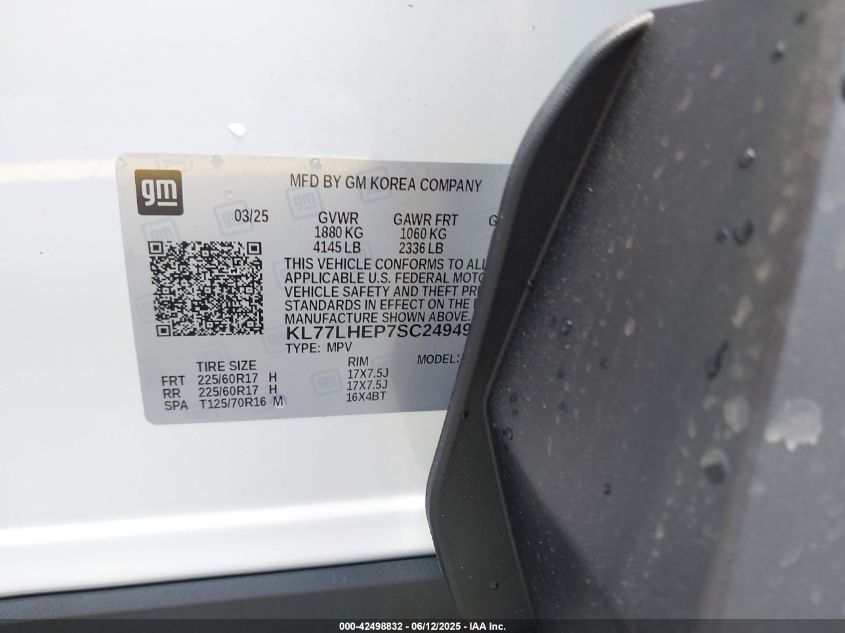 gm
MFD BY GM KOREA COMPANY
03/25 GVWR GAWR FRT G
1880 KG 1060 KG
4145 LB 2336 LB
THIS VEHICLE CONFORMS TO ALL
APPLICABLE U.S. FEDERAL MOTO
VEHICLE SAFETY AND THEFT PRE
STANDARDS IN EFFECT ON THE D
MANUFACTURE SHOWN ABOVE.
KL77LHEP7SC24949
TYPE: MPV MODEL:
TIRE SIZE RIM
FRT 225/60R17 H 17X7.5J
RR 225/60R17 H 17X7.5J
SPA T125/70R16 M 16X4BT
000-42498832 - 06/12/2025 - IAA Inc.